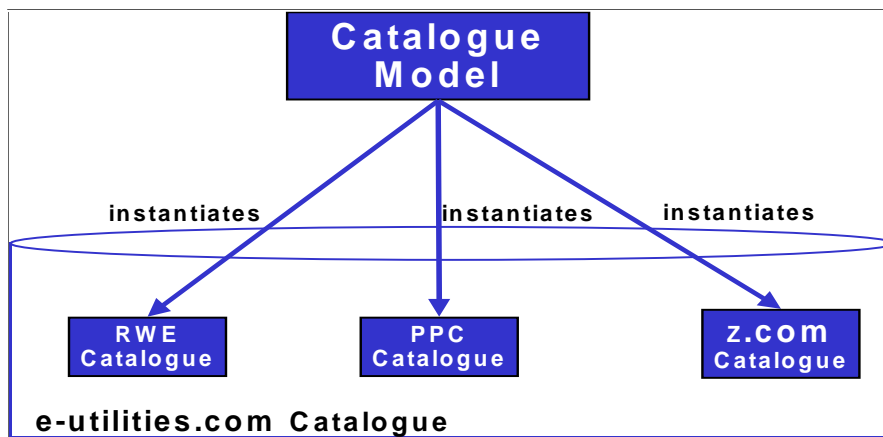 Catalogue
Model
instantiates
instantiates
instantiates
RWE
Catalogue
PPC
Catalogue
z.com
Catalogue
e-utilities.com Catalogue